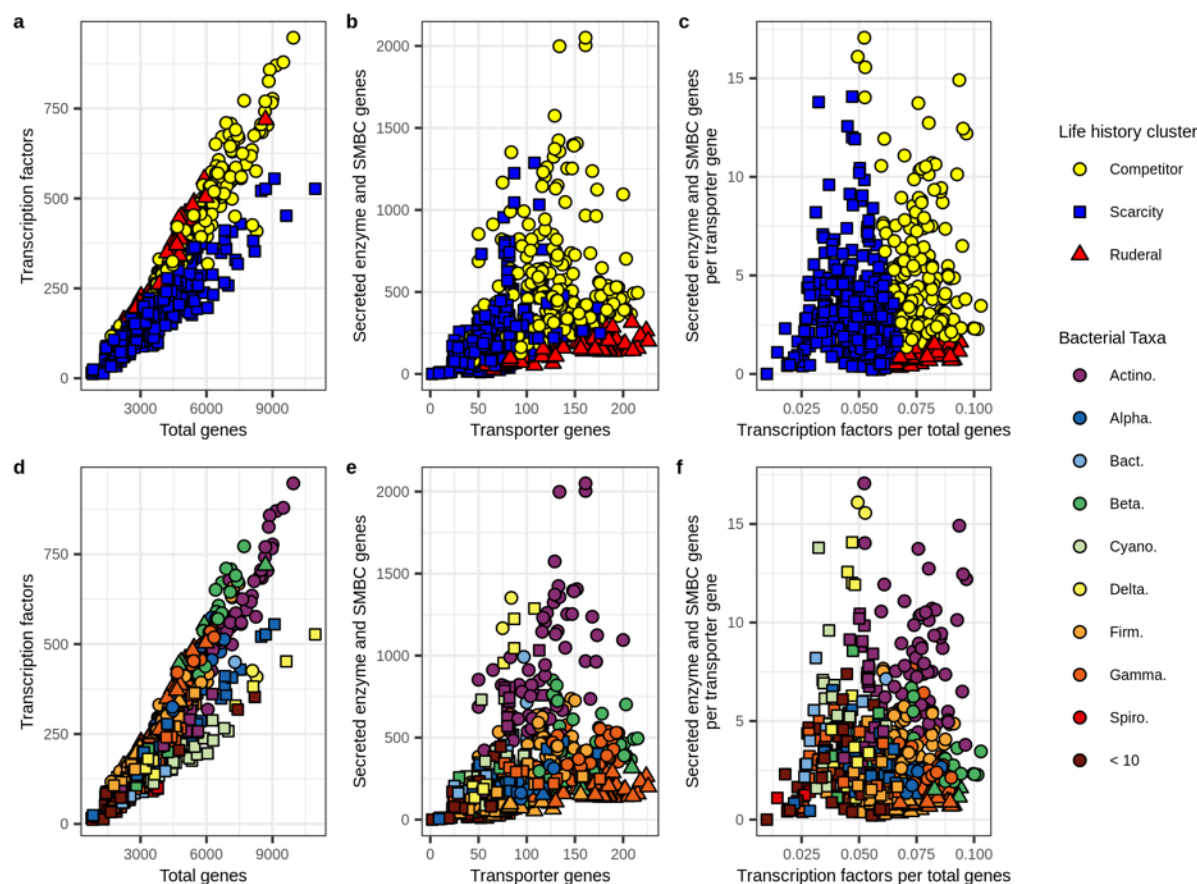 a
Transcription factors
750
500
250
0
3000 6000 9000
Total genes
b
Secreted enzyme and SMBC genes
2000
1500
1000
500
0
0 50 100 150 200
Transporter genes
c
Secreted enzyme and SMBC genes
per transporter gene
15
10
5
0
0.025 0.050 0.075 0.100
Transcription factors per total genes
Life history cluster
Competitor
Scarcity
Ruderal
Bacterial Taxa
Actino.
Alpha.
Bact.
Beta.
Cyano.
Delta.
Firm.
Gamma.
Spiro.
< 10
d
Transcription factors
750
500
250
0
3000 6000 9000
Total genes
e
Secreted enzyme and SMBC genes
2000
1500
1000
500
0
0 50 100 150 200
Transporter genes
f
Secreted enzyme and SMBC genes
per transporter gene
15
10
5
0
0.025 0.050 0.075 0.100
Transcription factors per total genes